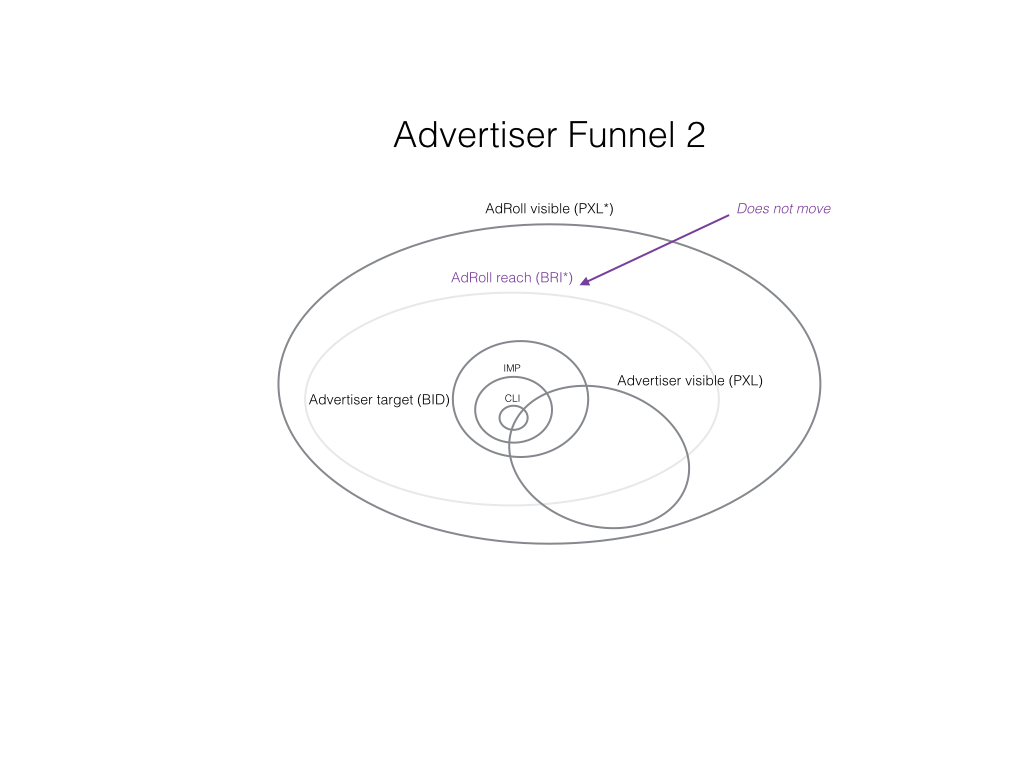 Advertiser Funnel 2
AdRoll visible (PXL*)
Does not move
AdRoll reach (BRI*)
IMP
Advertiser visible (PXL)
CLI
Advertiser target (BID)